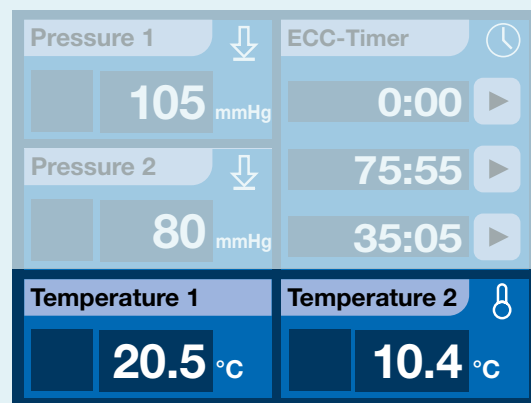 Pressure 1
105 mmHg
Pressure 2
80 mmHg
ECC-Timer
0:00
75:55
35:05
Temperature 1
20.5 °C
Temperature 2
10.4 °C